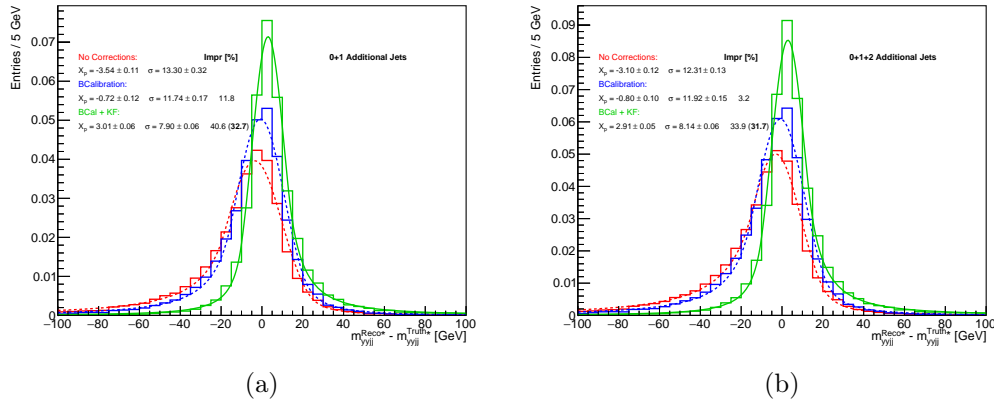 Entries / 5 GeV
0.07
0.06
0.05
0.04
0.03
0.02
0.01
0
No Corrections:
Impr [%]
0+1 Additional Jets
X_p = -3.54 ± 0.11 σ = 13.30 ± 0.32
BCalibration:
X_p = -0.72 ± 0.12 σ = 11.74 ± 0.17 11.8
BCal + KF:
X_p = 3.01 ± 0.06 σ = 7.90 ± 0.06 40.6 (32.7)
−100 −80 −60 −40 −20 0 20 40 60 80 100
m_yyjj^Reco* - m_yyjj^Truth* [GeV]
(a)
Entries / 5 GeV
0.09
0.08
0.07
0.06
0.05
0.04
0.03
0.02
0.01
0
No Corrections:
Impr [%]
0+1+2 Additional Jets
X_p = -3.10 ± 0.12 σ = 12.31 ± 0.13
BCalibration:
X_p = -0.80 ± 0.10 σ = 11.92 ± 0.15 3.2
BCal + KF:
X_p = 2.91 ± 0.05 σ = 8.14 ± 0.06 33.9 (31.7)
−100 −80 −60 −40 −20 0 20 40 60 80 100
m_yyjj^Reco* - m_yyjj^Truth* [GeV]
(b)